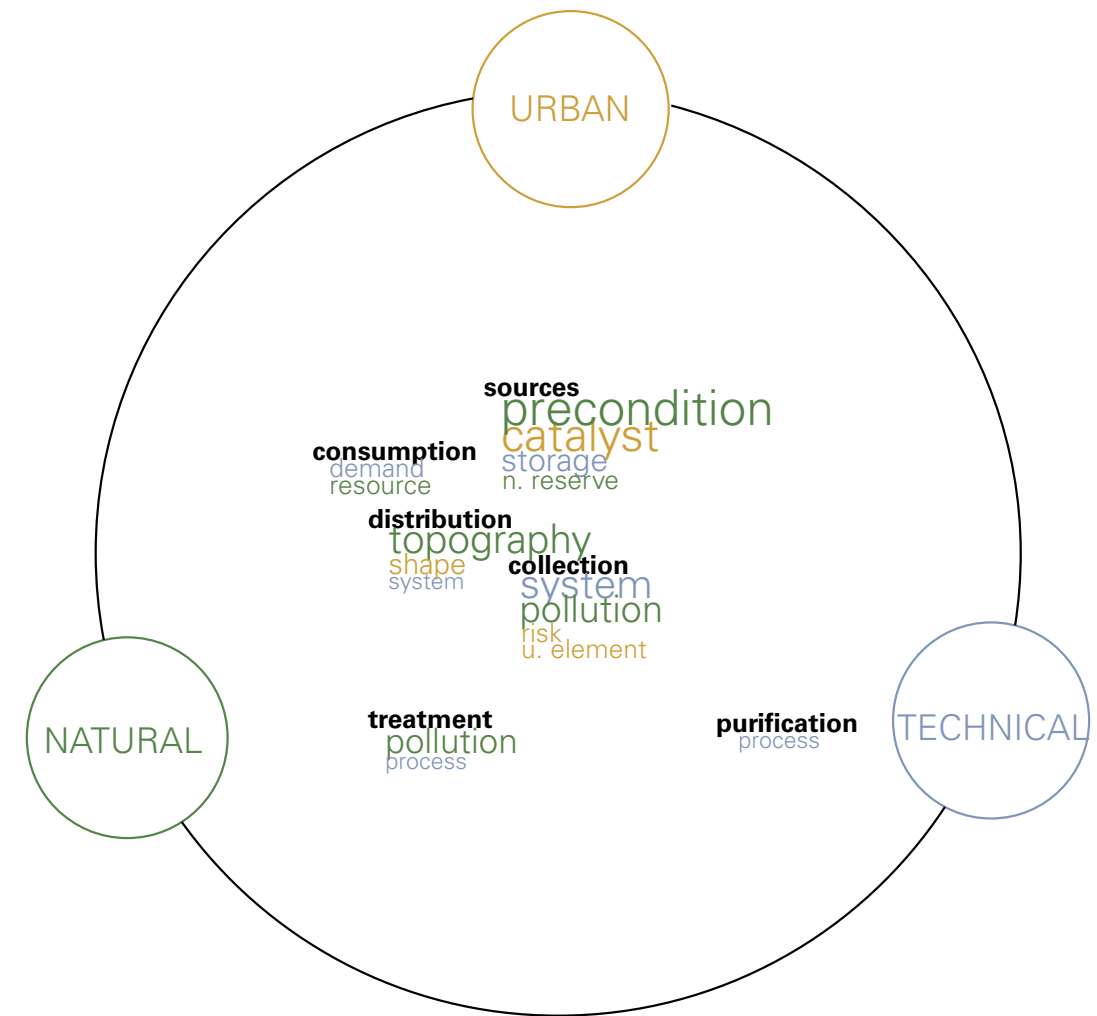 URBAN
sources
precondition
catalyst
storage
n. reserve
consumption
demand
resource
distribution
topography
shape
system
collection
system
pollution
risk
u. element
NATURAL
treatment
pollution
process
purification
process
TECHNICAL